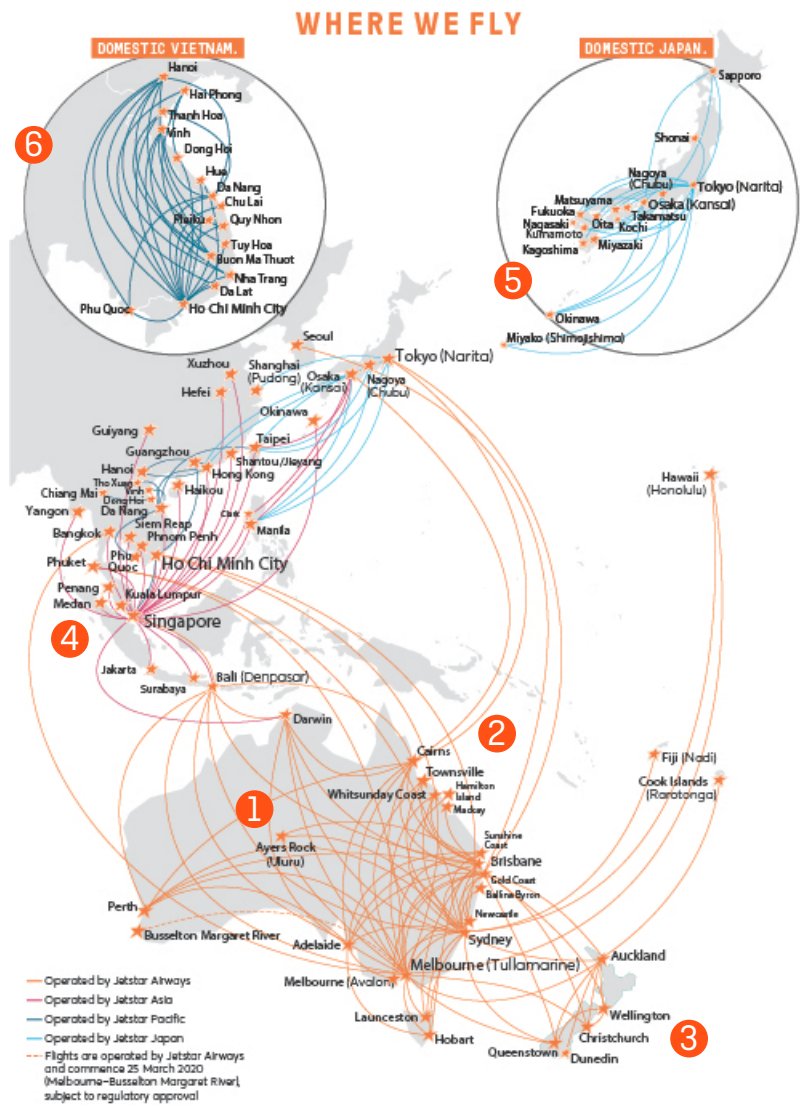 WHERE WE FLY
DOMESTIC VIETNAM.
Hanoi
Hai Phong
Thanh Hoa
Vinh
Dong Hoi
Hue
Da Nang
Chu Lai
Pleiku
Quy Nhon
Tuy Hoa
Buon Ma Thuot
Nha Trang
Da Lat
Phu Quoc
Ho Chi Minh City
6
DOMESTIC JAPAN.
Sapporo
Shonai
Nagoya
(Chubu)
Tokyo (Narita)
Matsuyama
Osaka (Kansai)
Fukuoka
Takamatsu
Nagasaki
Oita
Kochi
Kumamoto
Miyazaki
Kagoshima
5
Okinawa
Miyako (Shimojishima)
Seoul
Tokyo (Narita)
Xuzhou
Shanghai
(Pudong)
Osaka
(Kansai)
Nagoya
(Chubu)
Hefei
Okinawa
Guiyang
Taipei
Guangzhou
Shantou/Jieyang
Hanoi
Hong Kong
Tho Xuan
Vinh
Haikou
Chiang Mai
Dong Hoi
Yangon
Da Nang
Clark
Siem Reap
Manila
Bangkok
Phnom Penh
Phu
Quoc
Ho Chi Minh City
Phuket
Penang
Kuala Lumpur
Medan
Singapore
4
Jakarta
Surabaya
Bali (Denpasar)
Hawaii
(Honolulu)
Darwin
2
Cairns
Fiji (Nadi)
Townsville
Cook Islands
(Rarotonga)
Whitsunday Coast
Hamilton
Island
Mackay
1
Ayers Rock
(Uluru)
Sunshine
Coast
Brisbane
Gold Coast
Ballina Byron
Perth
Newcastle
Busselton Margaret River
Adelaide
Sydney
Auckland
Melbourne (Tullamarine)
Melbourne (Avalon)
Launceston
Wellington
Hobart
Christchurch
3
Queenstown
Dunedin
Operated by Jetstar Airways
Operated by Jetstar Asia
Operated by Jetstar Pacific
Operated by Jetstar Japan
Flights are operated by Jetstar Airways
and commence 25 March 2020
(Melbourne–Busselton Margaret River),
subject to regulatory approval